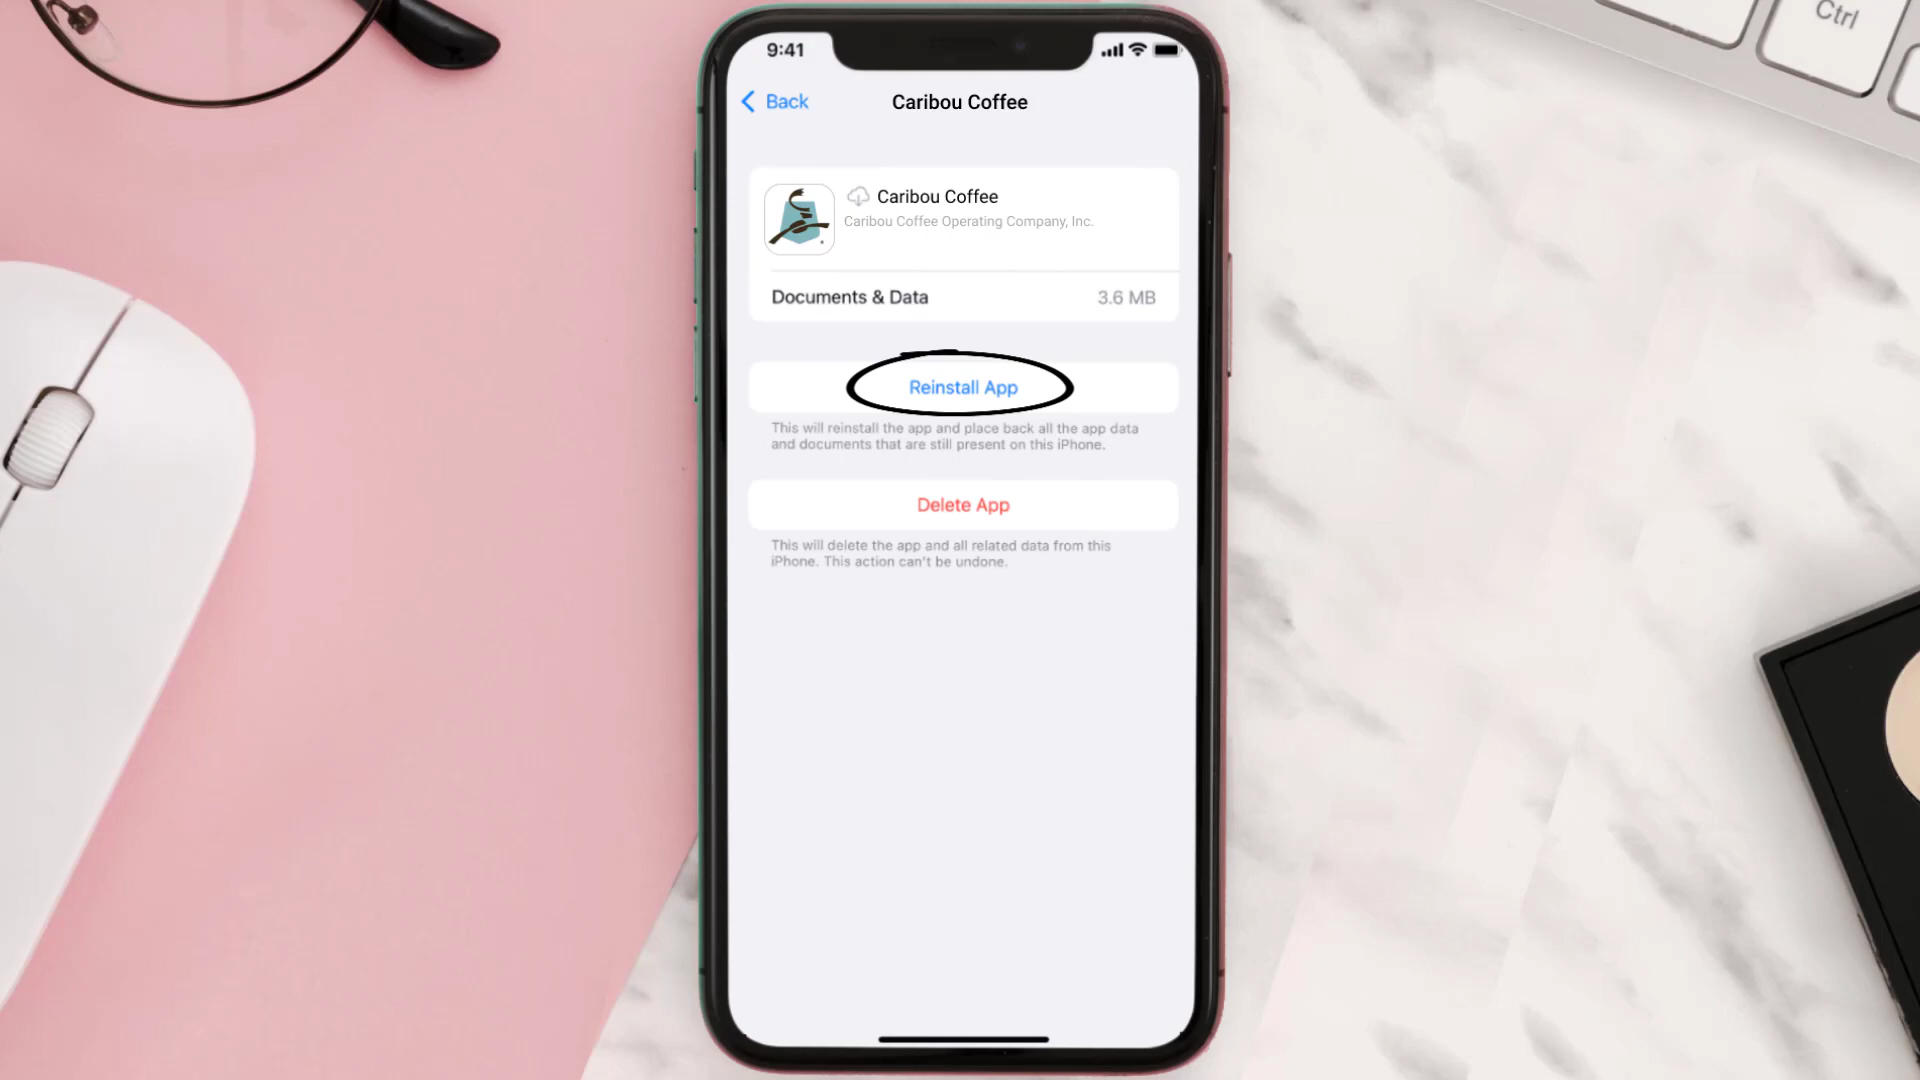 Ctrl
9:41
Back
Caribou Coffee
Caribou Coffee
Caribou Coffee Operating Company, Inc.
Documents & Data
3.6 MB
Reinstall App
This will reinstall the app and place back all the app data
and documents that are still present on this iPhone.
Delete App
This will delete the app and all related data from this
iPhone. This action can't be undone.